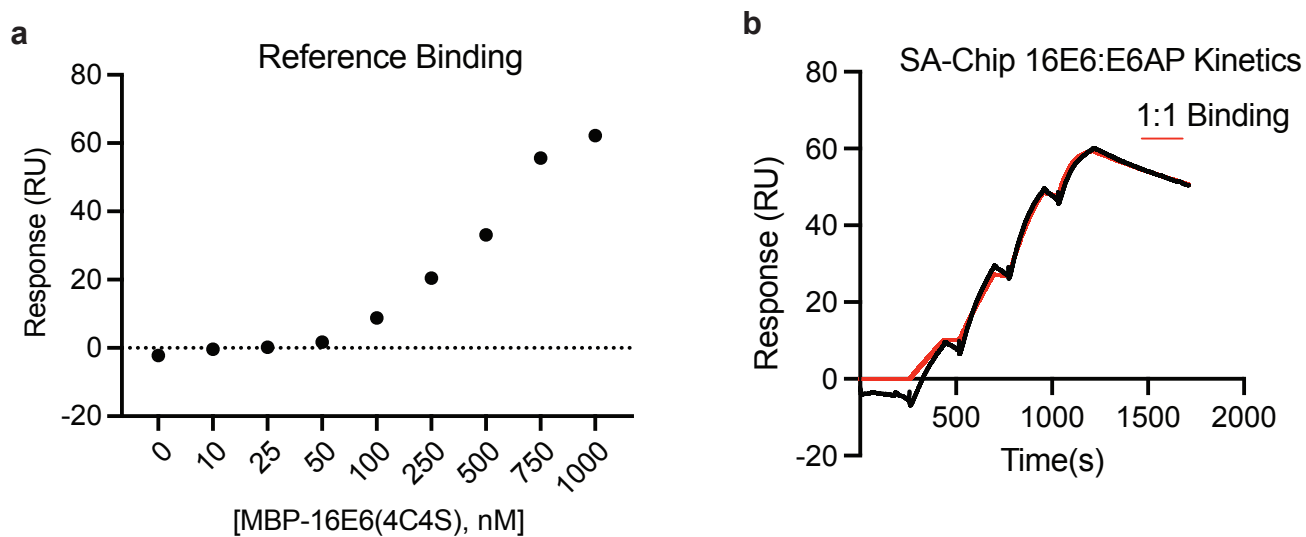 a
Reference Binding
80
60
40
20
0
-20
Response (RU)
0 10 25 50 100 250 500 750 1000
[MBP-16E6(4C4S), nM]
b
SA-Chip 16E6:E6AP Kinetics
1:1 Binding
80
60
40
20
0
-20
Response (RU)
500 1000 1500 2000
Time(s)